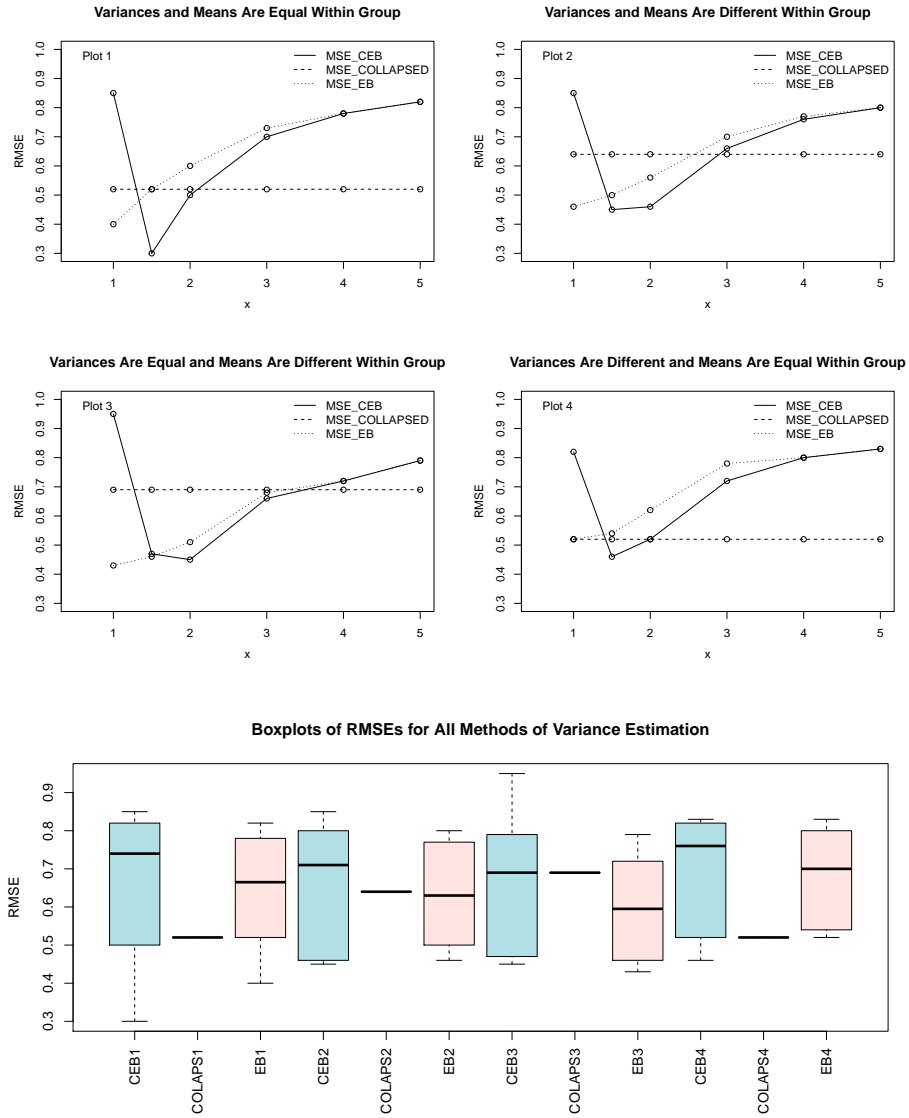 Variances and Means Are Equal Within Group
Plot 1
MSE_CEB
MSE_COLLAPSED
MSE_EB
RMSE
0.3 0.4 0.5 0.6 0.7 0.8 0.9 1.0
1 2 3 4 5
x
Variances and Means Are Different Within Group
Plot 2
MSE_CEB
MSE_COLLAPSED
MSE_EB
RMSE
0.3 0.4 0.5 0.6 0.7 0.8 0.9 1.0
1 2 3 4 5
x
Variances Are Equal and Means Are Different Within Group
Plot 3
MSE_CEB
MSE_COLLAPSED
MSE_EB
RMSE
0.3 0.4 0.5 0.6 0.7 0.8 0.9 1.0
1 2 3 4 5
x
Variances Are Different and Means Are Equal Within Group
Plot 4
MSE_CEB
MSE_COLLAPSED
MSE_EB
RMSE
0.3 0.4 0.5 0.6 0.7 0.8 0.9 1.0
1 2 3 4 5
x
Boxplots of RMSEs for All Methods of Variance Estimation
RMSE
0.3 0.4 0.5 0.6 0.7 0.8 0.9
CEB1 COLAPS1 EB1 CEB2 COLAPS2 EB2 CEB3 COLAPS3 EB3 CEB4 COLAPS4 EB4